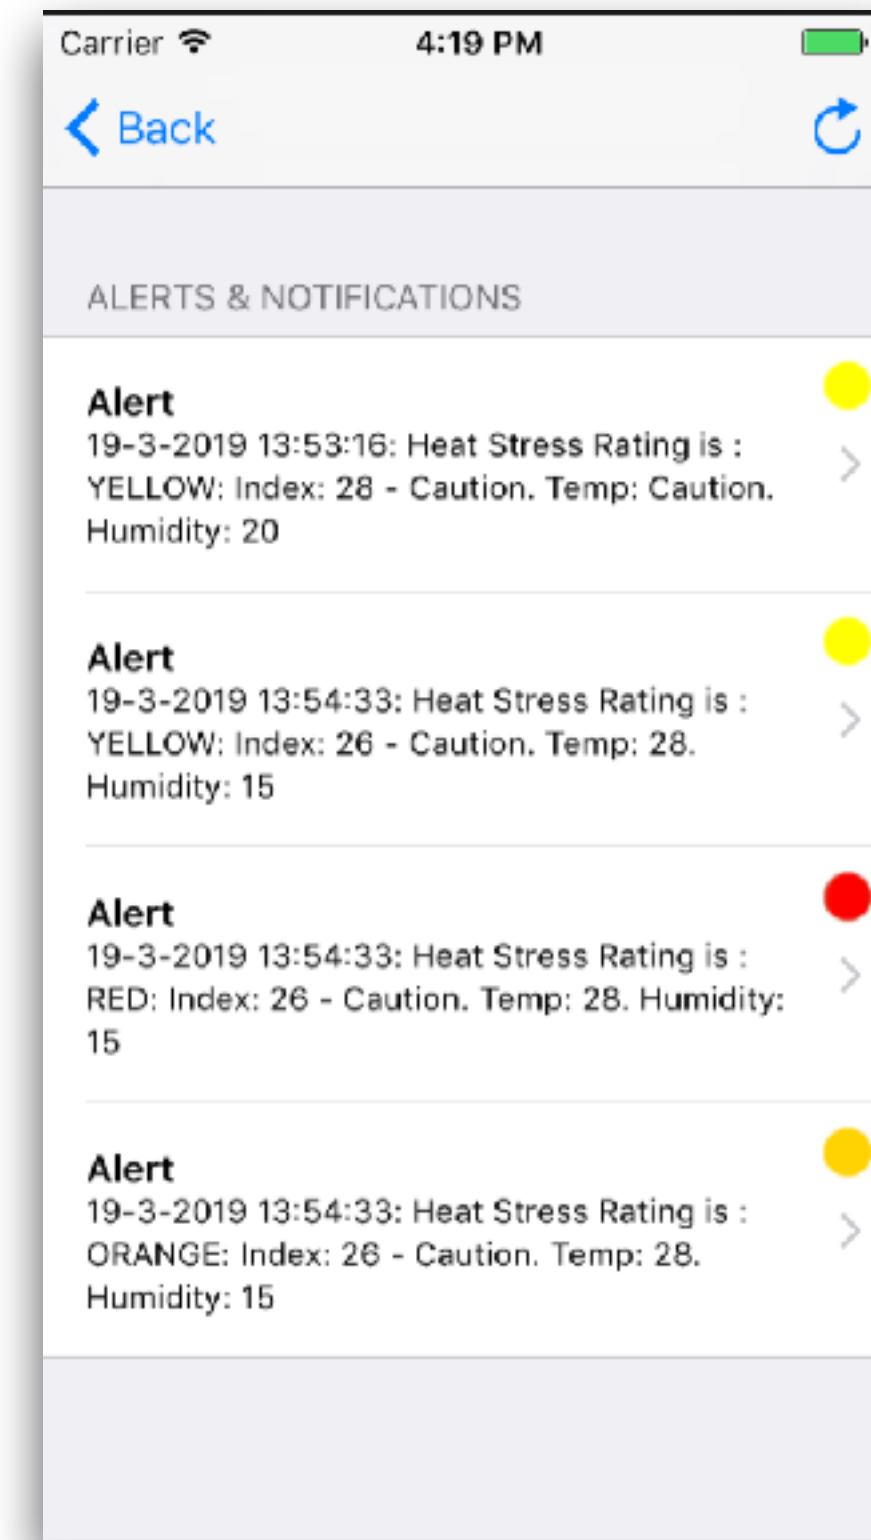 Carrier 4:19 PM
Back
ALERTS & NOTIFICATIONS
Alert
19-3-2019 13:53:16: Heat Stress Rating is :
YELLOW: Index: 28 - Caution. Temp: Caution.
Humidity: 20
Alert
19-3-2019 13:54:33: Heat Stress Rating is :
YELLOW: Index: 26 - Caution. Temp: 28.
Humidity: 15
Alert
19-3-2019 13:54:33: Heat Stress Rating is :
RED: Index: 26 - Caution. Temp: 28. Humidity:
15
Alert
19-3-2019 13:54:33: Heat Stress Rating is :
ORANGE: Index: 26 - Caution. Temp: 28.
Humidity: 15